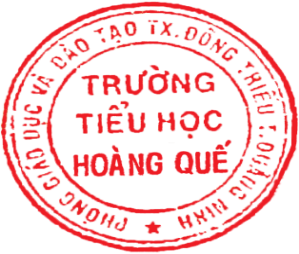 PHÒNG GIÁO DỤC VÀ ĐÀO TẠO TX. ĐÔNG TRIỀU T. QUẢNG NINH
TRƯỜNG
TIỂU HỌC
HOÀNG QUẾ